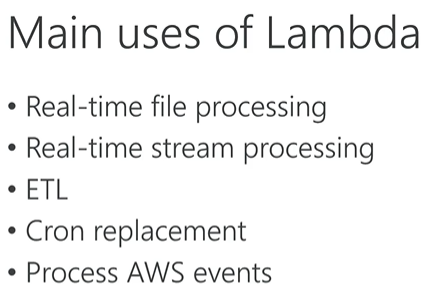 Main uses of Lambda
• Real-time file processing
• Real-time stream processing
• ETL
• Cron replacement
• Process AWS events